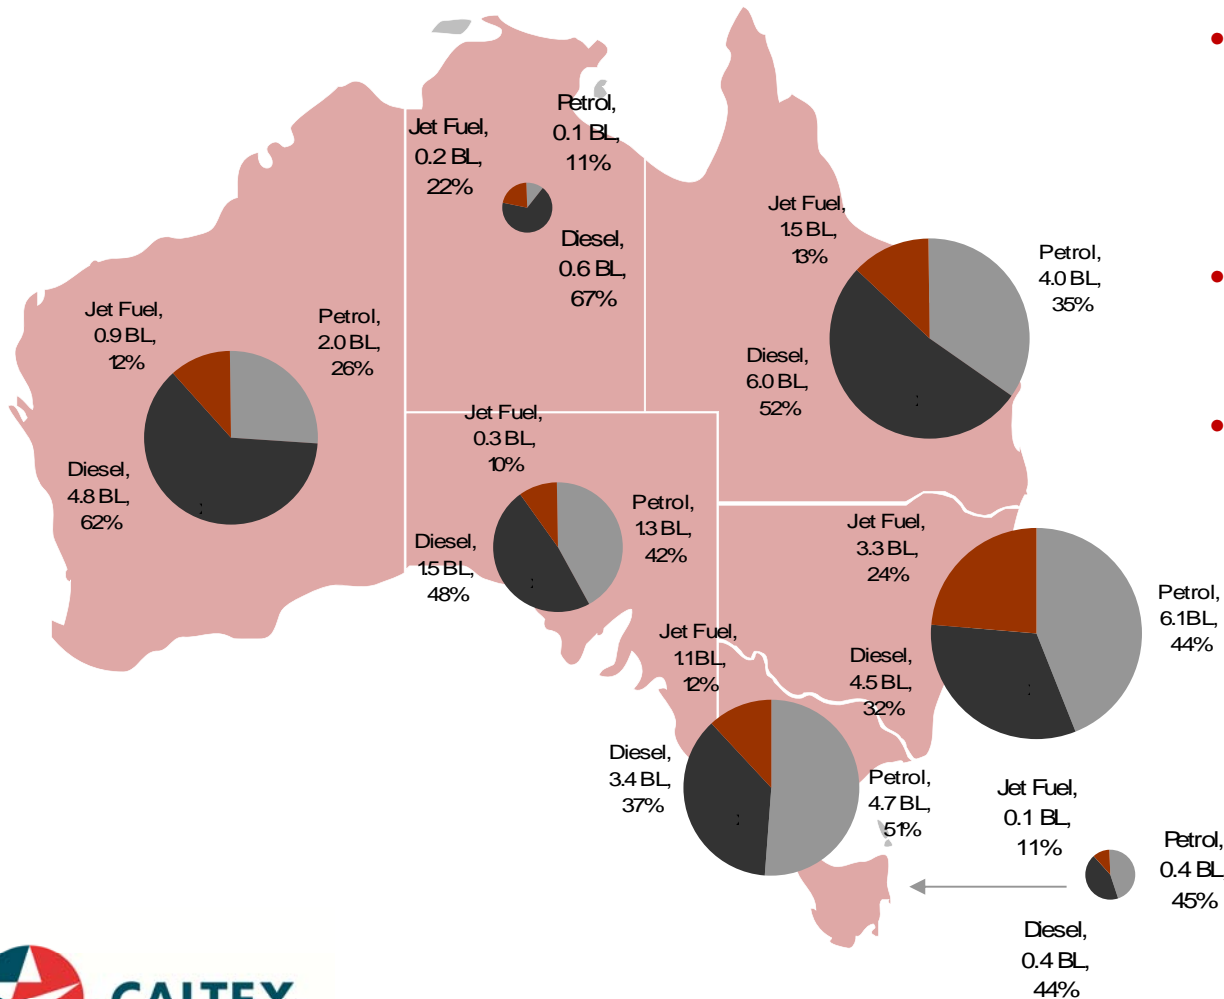 Petrol,
0.1 BL,
11%
Jet Fuel,
0.2 BL,
22%
Diesel,
0.6 BL,
67%
Jet Fuel,
1.5 BL,
13%
Petrol,
4.0 BL,
35%
Diesel,
6.0 BL,
52%
Jet Fuel,
0.9 BL,
12%
Petrol,
2.0 BL,
26%
Diesel,
4.8 BL,
62%
Jet Fuel,
0.3 BL,
10%
Petrol,
1.3 BL,
42%
Diesel,
1.5 BL,
48%
Jet Fuel,
3.3 BL,
24%
Petrol,
6.1 BL,
44%
Diesel,
4.5 BL,
32%
Jet Fuel,
1.1 BL,
12%
Diesel,
3.4 BL,
37%
Petrol,
4.7 BL,
51%
Jet Fuel,
0.1 BL,
11%
Petrol,
0.4 BL
45%
Diesel,
0.4 BL,
44%
CALTEX